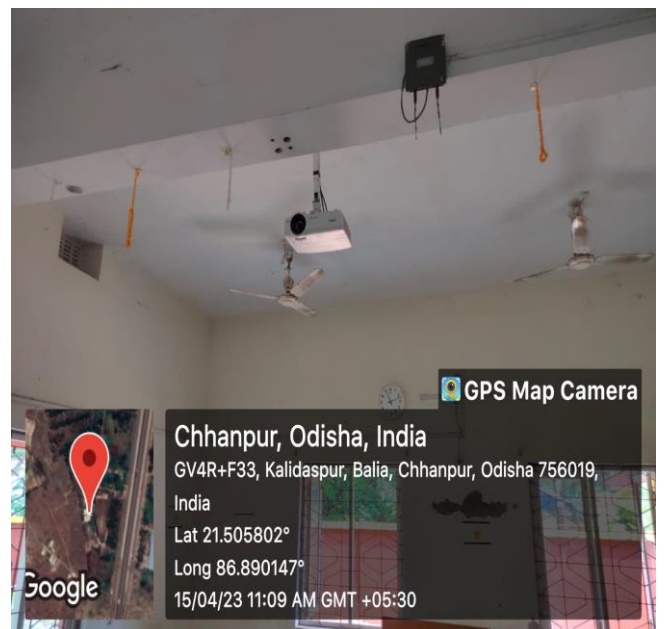 GPS Map Camera
Chhanpur, Odisha, India
GV4R+F33, Kalidaspur, Balia, Chhanpur, Odisha 756019,
India
Lat 21.505802°
Long 86.890147°
15/04/23 11:09 AM GMT +05:30
Google